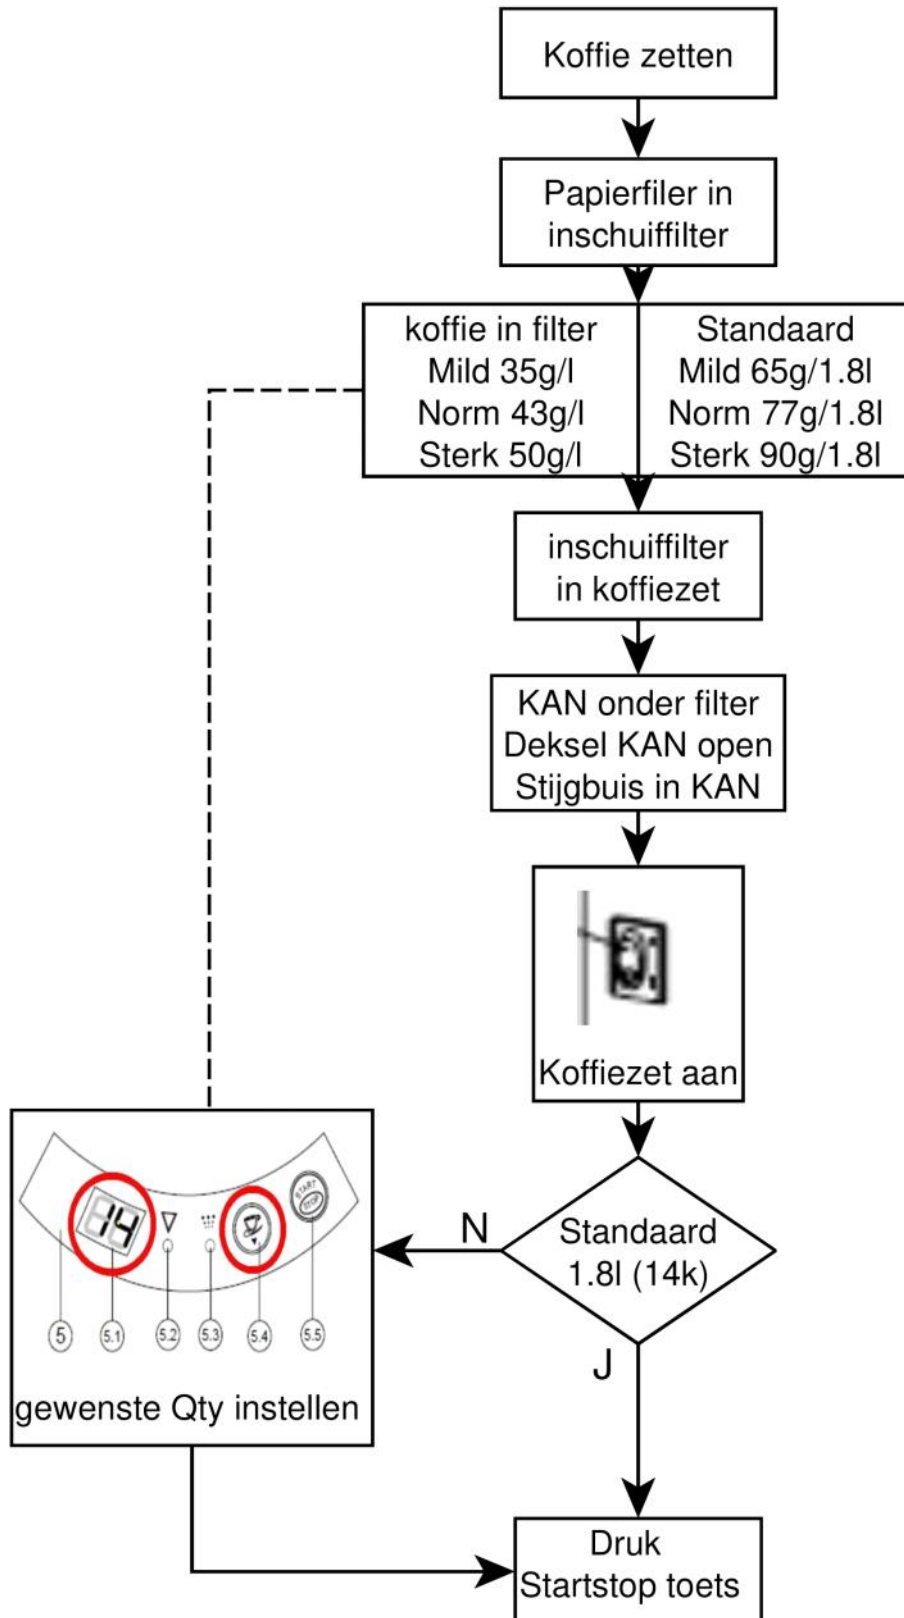 Koffie zetten
Papierfiler in
inschuiffilter
koffie in filter
Mild 35g/l
Norm 43g/l
Sterk 50g/l
Standaard
Mild 65g/1.8l
Norm 77g/1.8l
Sterk 90g/1.8l
inschuiffilter
in koffiezet
KAN onder filter
Deksel KAN open
Stijgbuis in KAN
Koffiezet aan
Standaard
1.8l (14k)
N
J
14
START
STOP
5
5.1
5.2
5.3
5.4
5.5
gewenste Qty instellen
Druk
Startstop toets